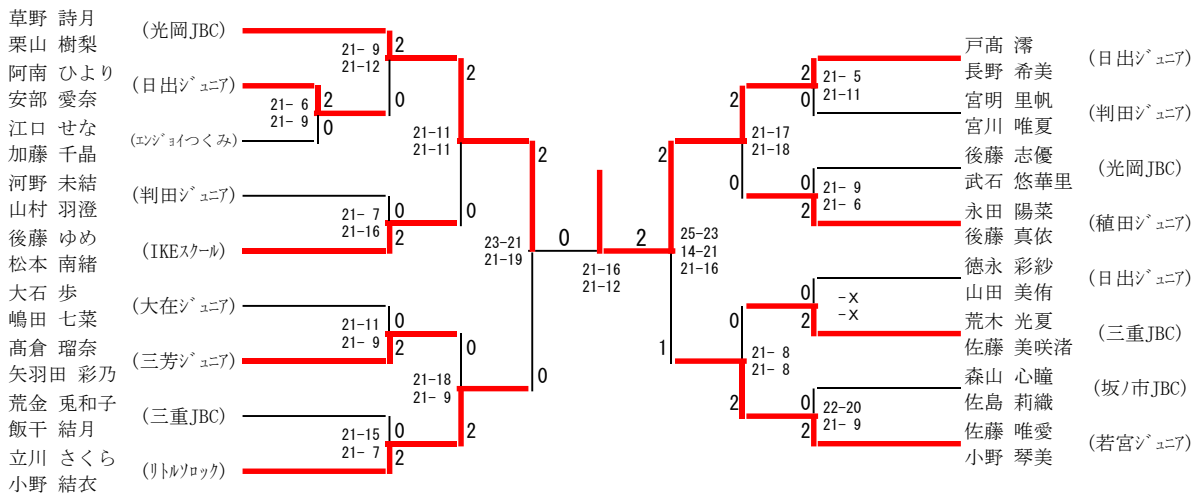 草野 詩月
栗山 樹梨
(光岡JBC)
阿南 ひより
安部 愛奈
(日出ジュニア)
江口 せな
加藤 千晶
(エンジョイつくみ)
河野 未結
山村 羽澄
(判田ジュニア)
後藤 ゆめ
松本 南緒
(IKEスクール)
大石 歩
嶋田 七菜
(大在ジュニア)
髙倉 瑠奈
矢羽田 彩乃
(三芳ジュニア)
荒金 兎和子
飯干 結月
(三重JBC)
立川 さくら
小野 結衣
(リトルソロック)
21- 9
21-12
2
0
21- 6
21- 9
2
0
21-11
21-11
2
0
21- 7
21-16
0
2
23-21
21-19
2
0
21-11
21- 9
0
2
21-18
21- 9
0
2
21-15
21- 7
0
2
0
2
21-16
21-12
25-23
14-21
21-16
2
1
21-17
21-18
2
0
21- 5
21-11
2
0
21- 9
21- 6
0
2
21- 8
21- 8
0
2
-X
-X
0
2
22-20
21- 9
0
2
戸髙 澪
長野 希美
(日出ジュニア)
宮明 里帆
宮川 唯夏
(判田ジュニア)
後藤 志優
武石 悠華里
(光岡JBC)
永田 陽菜
後藤 真依
(稙田ジュニア)
徳永 彩紗
山田 美侑
(日出ジュニア)
荒木 光夏
佐藤 美咲渚
(三重JBC)
森山 心瞳
佐島 莉織
(坂ノ市JBC)
佐藤 唯愛
小野 琴美
(若宮ジュニア)